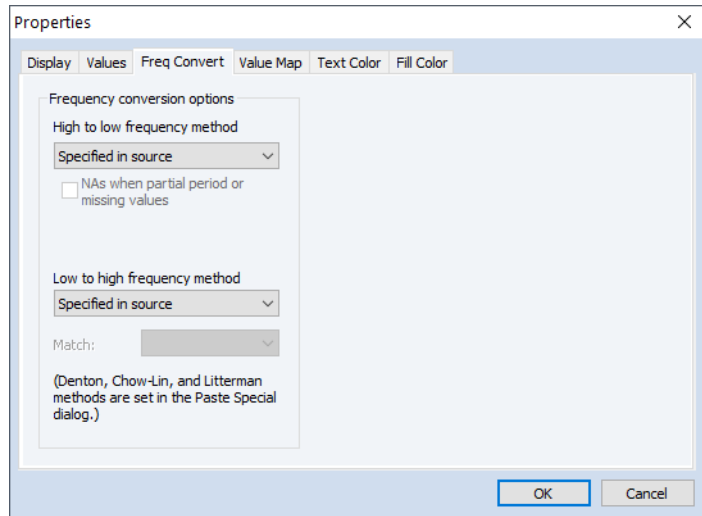 Properties
Display Values Freq Convert Value Map Text Color Fill Color
Frequency conversion options
High to low frequency method
Specified in source
NAs when partial period or
missing values
Low to high frequency method
Specified in source
Match:
(Denton, Chow-Lin, and Litterman
methods are set in the Paste Special
dialog.)
OK Cancel